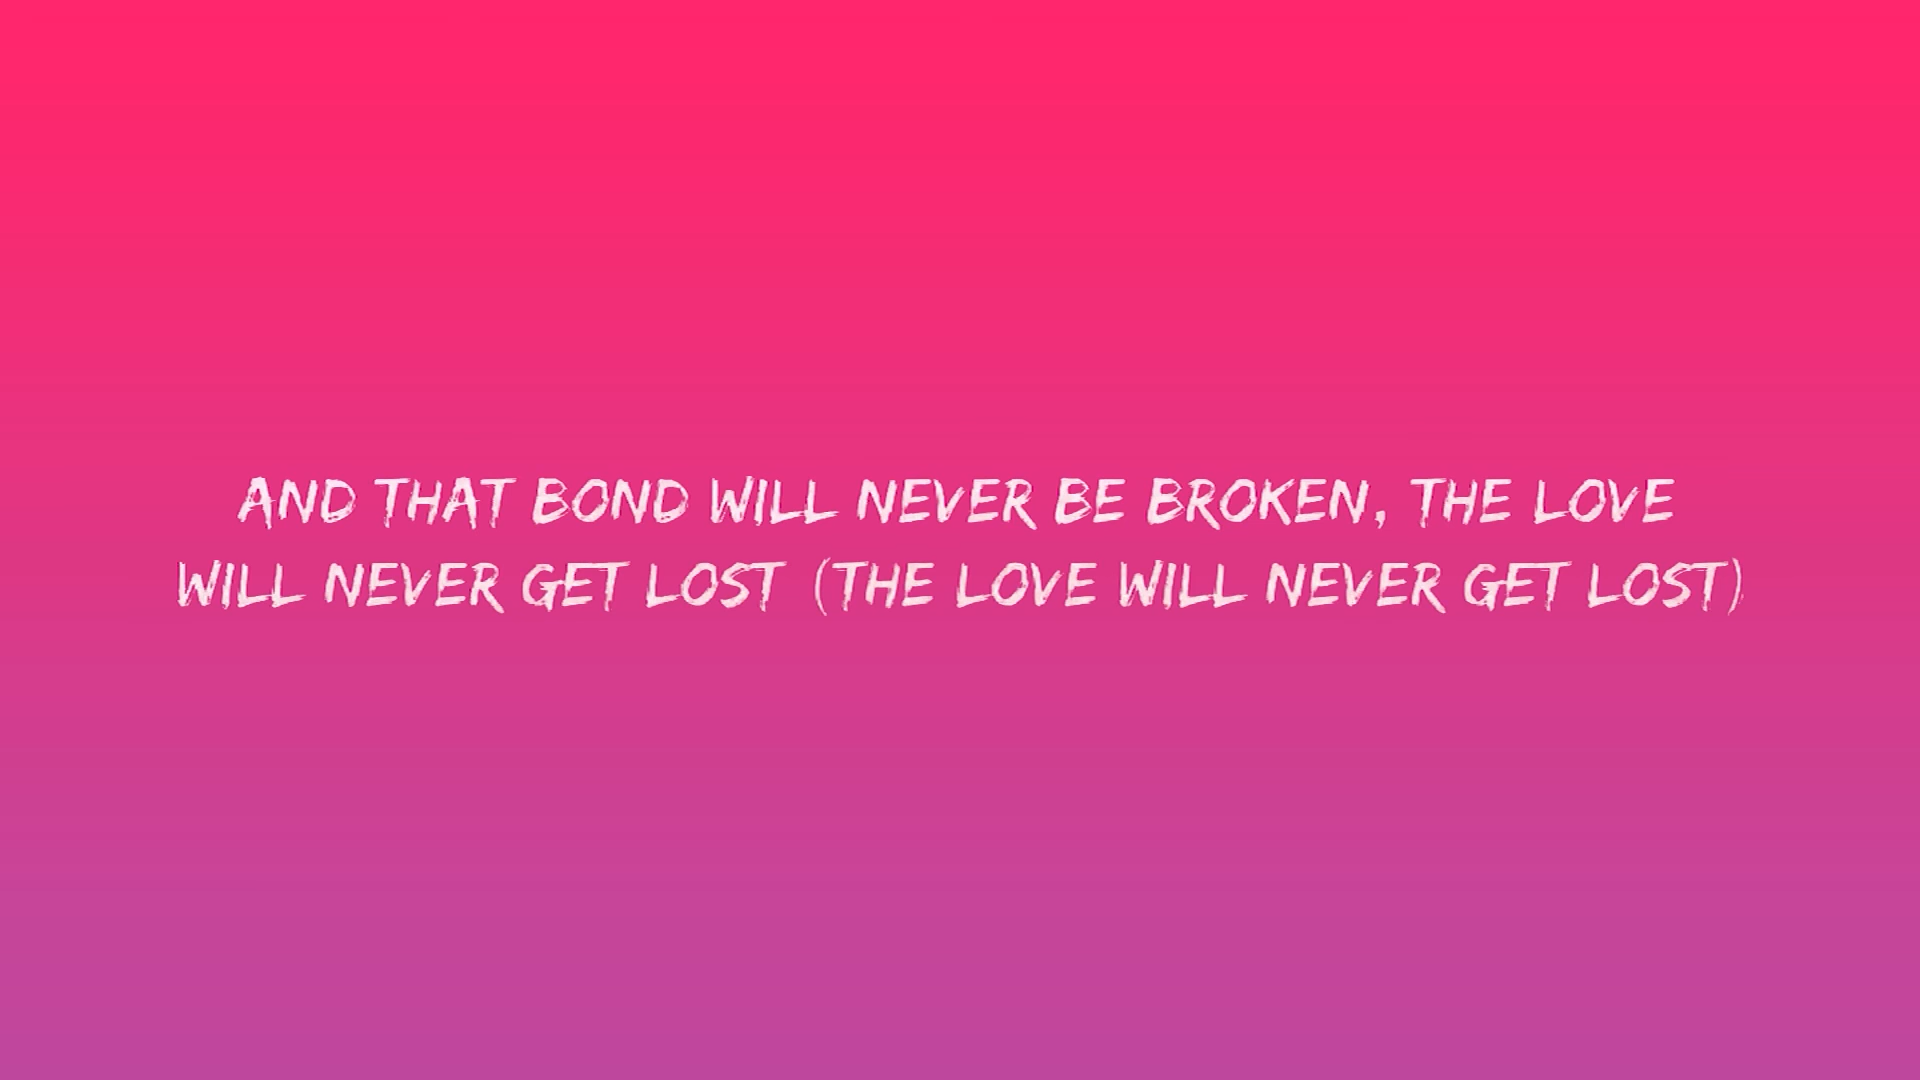 AND THAT BOND WILL NEVER BE BROKEN, THE LOVE
WILL NEVER GET LOST (THE LOVE WILL NEVER GET LOST)